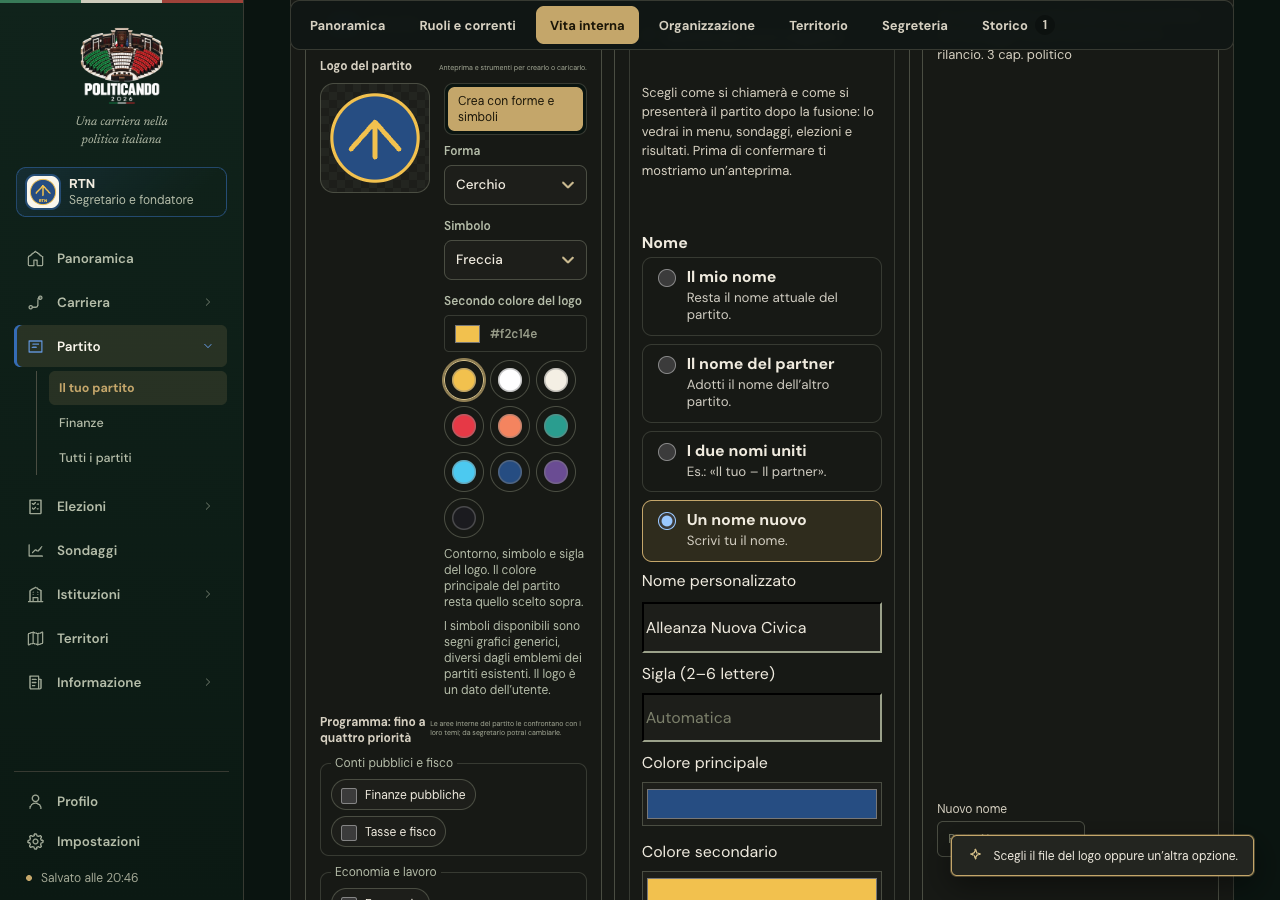 POLITICANDO
2026
Una carriera nella
politica italiana
RTN
Segretario e fondatore
Panoramica
Carriera
Partito
Il tuo partito
Finanze
Tutti i partiti
Elezioni
Sondaggi
Istituzioni
Territori
Informazione
Profilo
Impostazioni
Salvato alle 20:46
Panoramica
Ruoli e correnti
Vita interna
Organizzazione
Territorio
Segreteria
Storico 1
Logo del partito
Anteprima e strumenti per crearlo o caricarlo.
Crea con forme e
simboli
Forma
Cerchio
Simbolo
Freccia
Secondo colore del logo
#f2c14e
Contorno, simbolo e sigla
del logo. Il colore
principale del partito
resta quello scelto sopra.
I simboli disponibili sono
segni grafici generici,
diversi dagli emblemi dei
partiti esistenti. Il logo è
un dato dell’utente.
Programma: fino a
quattro priorità
Le aree interne del partito le confrontano con i
loro temi; da segretario potrai cambiarle.
Conti pubblici e fisco
Finanze pubbliche
Tasse e fisco
Economia e lavoro
Scegli come si chiamerà e come si
presenterà il partito dopo la fusione: lo
vedrai in menu, sondaggi, elezioni e
risultati. Prima di confermare ti
mostriamo un’anteprima.
Nome
Il mio nome
Resta il nome attuale del
partito.
Il nome del partner
Adotti il nome dell’altro
partito.
I due nomi uniti
Es.: «Il tuo – Il partner».
Un nome nuovo
Scrivi tu il nome.
Nome personalizzato
Alleanza Nuova Civica
Sigla (2–6 lettere)
Automatica
Colore principale
Colore secondario
rilancio. 3 cap. politico
Nuovo nome
Scegli il file del logo oppure un’altra opzione.